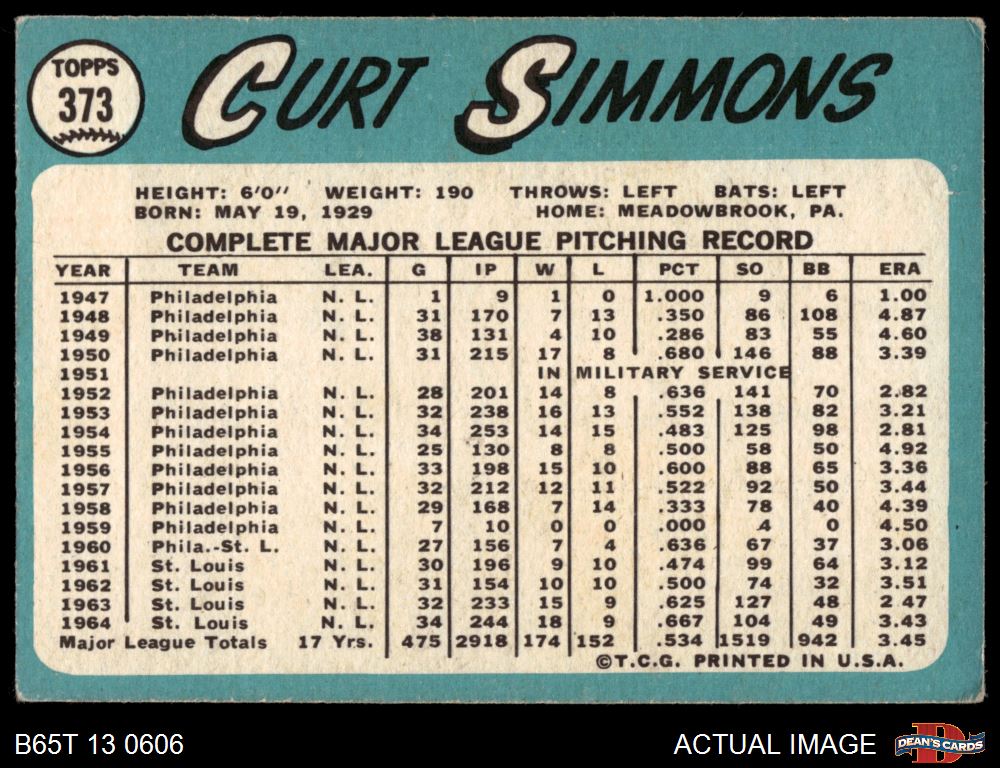 TOPPS
373
CURT SIMMONS
HEIGHT: 6'0" WEIGHT: 190 THROWS: LEFT BATS: LEFT
BORN: MAY 19, 1929 HOME: MEADOWBROOK, PA.
COMPLETE MAJOR LEAGUE PITCHING RECORD
YEAR TEAM LEA. G IP W L PCT SO BB ERA
1947 Philadelphia N. L. 1 9 1 0 1.000 9 6 1.00
1948 Philadelphia N. L. 31 170 7 13 .350 86 108 4.87
1949 Philadelphia N. L. 38 131 4 10 .286 83 55 4.60
1950 Philadelphia N. L. 31 215 17 8 .680 146 88 3.39
1951 IN MILITARY SERVICE
1952 Philadelphia N. L. 28 201 14 8 .636 141 70 2.82
1953 Philadelphia N. L. 32 238 16 13 .552 138 82 3.21
1954 Philadelphia N. L. 34 253 14 15 .483 125 98 2.81
1955 Philadelphia N. L. 25 130 8 8 .500 58 50 4.92
1956 Philadelphia N. L. 33 198 15 10 .600 88 65 3.36
1957 Philadelphia N. L. 32 212 12 11 .522 92 50 3.44
1958 Philadelphia N. L. 29 168 7 14 .333 78 40 4.39
1959 Philadelphia N. L. 7 10 0 0 .000 4 0 4.50
1960 Phila.-St. L. N. L. 27 156 7 4 .636 67 37 3.06
1961 St. Louis N. L. 30 196 9 10 .474 99 64 3.12
1962 St. Louis N. L. 31 154 10 10 .500 74 32 3.51
1963 St. Louis N. L. 32 233 15 9 .625 127 48 2.47
1964 St. Louis N. L. 34 244 18 9 .667 104 49 3.43
Major League Totals 17 Yrs. 475 2918 174 152 .534 1519 942 3.45
©T.C.G. PRINTED IN U.S.A.
B65T 13 0606 ACTUAL IMAGE DEAN'S CARDS